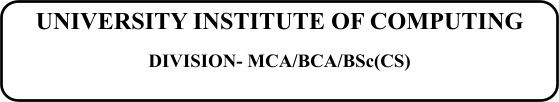 UNIVERSITY INSTITUTE OF COMPUTING
DIVISION- MCA/BCA/BSc(CS)